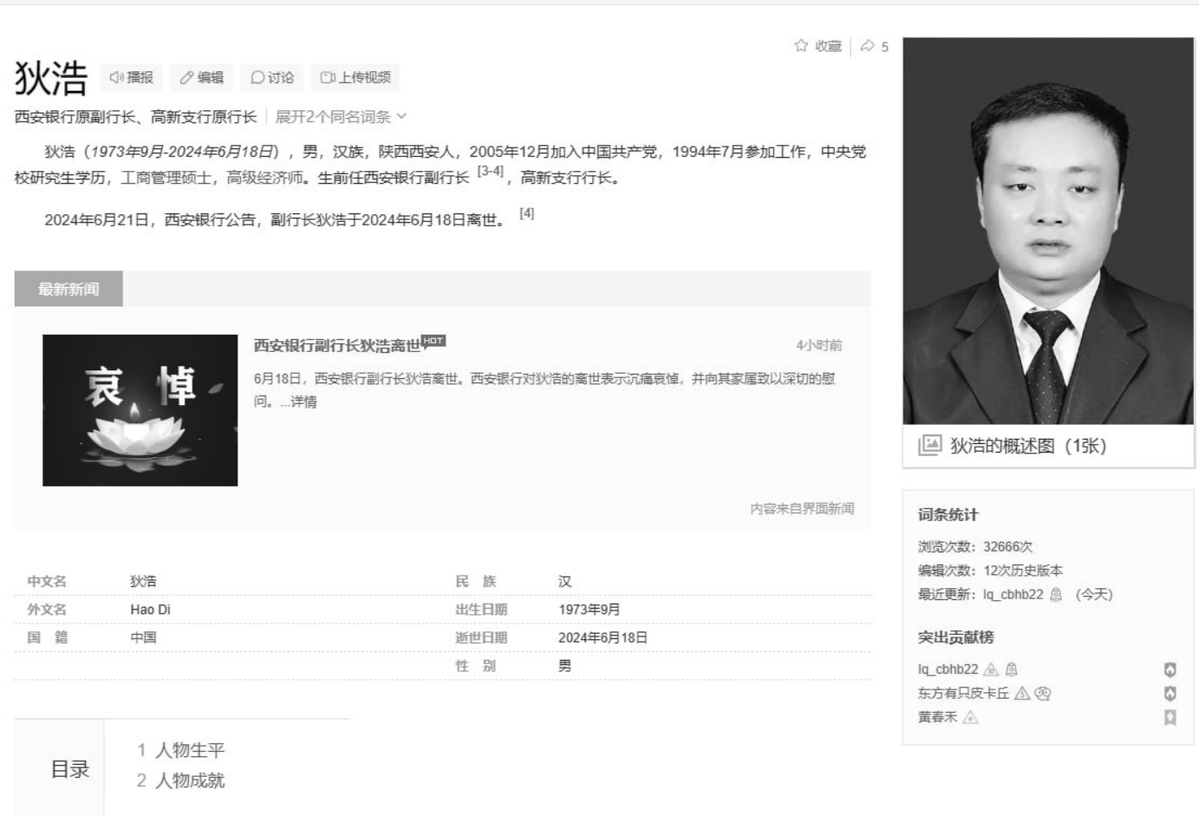 收藏 5
狄浩 播报 编辑 讨论 上传视频
西安银行原副行长、高新支行原行长 展开2个同名词条
狄浩（1973年9月-2024年6月18日），男，汉族，陕西西安人，2005年12月加入中国共产党，1994年7月参加工作，中央党
校研究生学历，工商管理硕士，高级经济师。生前任西安银行副行长 [3-4]，高新支行行长。
2024年6月21日，西安银行公告，副行长狄浩于2024年6月18日离世。 [4]
最新新闻
哀悼
西安银行副行长狄浩离世 HOT 4小时前
6月18日，西安银行副行长狄浩离世。西安银行对狄浩的离世表示沉痛哀悼，并向其家属致以深切的慰
问。...详情
内容来自界面新闻
中文名 狄浩 民 族 汉
外文名 Hao Di 出生日期 1973年9月
国 籍 中国 逝世日期 2024年6月18日
性 别 男
目录
1 人物生平
2 人物成就
狄浩的概述图（1张）
词条统计
浏览次数：32666次
编辑次数：12次历史版本
最近更新：lq_cbhb22 （今天）
突出贡献榜
lq_cbhb22
东方有只皮卡丘
黄春禾